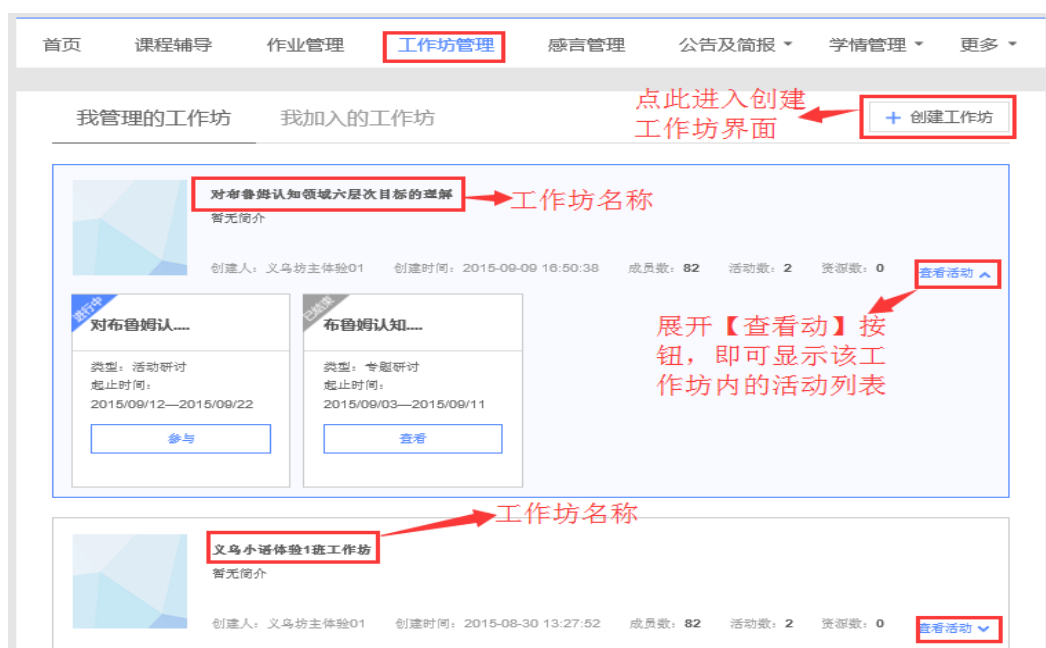 首页 课程辅导 作业管理 工作坊管理 感言管理 公告及简报 学情管理 更多
我管理的工作坊 我加入的工作坊
点此进入创建
工作坊界面
+ 创建工作坊
对布鲁姆认知领域六层次目标的理解
工作坊名称
暂无简介
创建人：义乌坊主体验01 创建时间：2015-09-09 16:50:38 成员数：82 活动数：2 资源数：0 查看活动
进行中
对布鲁姆认....
类型：活动研讨
起止时间：
2015/09/12—2015/09/22
参与
已结束
布鲁姆认知....
类型：专题研讨
起止时间：
2015/09/03—2015/09/11
查看
展开【查看动】按
钮，即可显示该工
作坊内的活动列表
工作坊名称
义乌小语体验1班工作坊
暂无简介
创建人：义乌坊主体验01 创建时间：2015-08-30 13:27:52 成员数：82 活动数：2 资源数：0 查看活动